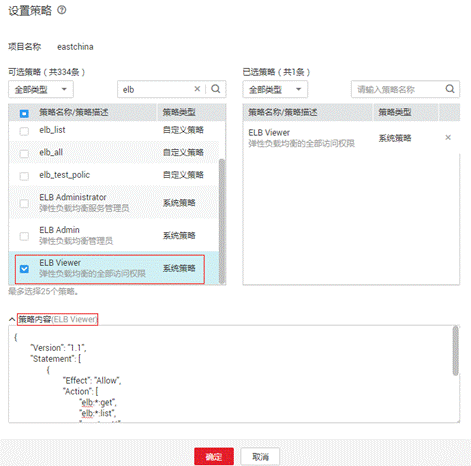 设置策略
项目名称 eastchina
可选策略（共334条）
全部类型
elb
策略名称/策略描述 策略类型
elb_list 自定义策略
elb_all 自定义策略
elb_test_polic 自定义策略
ELB Administrator
弹性负载均衡服务管理员 系统策略
ELB Admin
弹性负载均衡管理员 系统策略
ELB Viewer
弹性负载均衡的全部访问权限 系统策略
最多选择25个策略。
已选策略（共1条）
全部类型
请输入策略名称
策略名称/策略描述 策略类型
ELB Viewer
弹性负载均衡的全部访问权限 系统策略
策略内容(ELB Viewer)
{
"Version": "1.1",
"Statement": [
{
"Effect": "Allow",
"Action": [
"elb:*:get",
"elb:*:list",
确定 取消